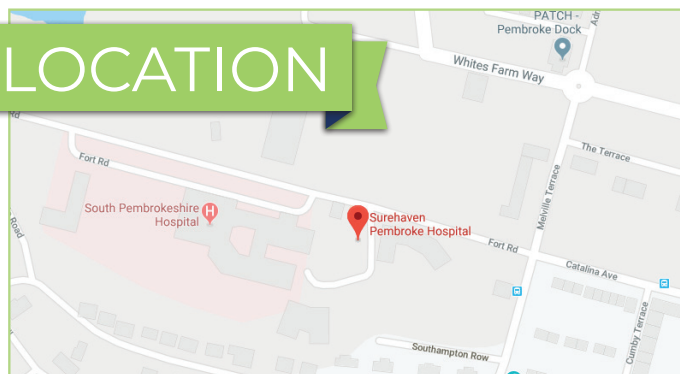 LOCATION
PATCH -
Pembroke Dock
Whites Farm Way
The Terrace
Fort Rd
Melville Terrace
South Pembrokeshire
Hospital
H
Surehaven
Pembroke Hospital
Fort Rd
Catalina Ave
Southampton Row
Cumby Terrace
Road